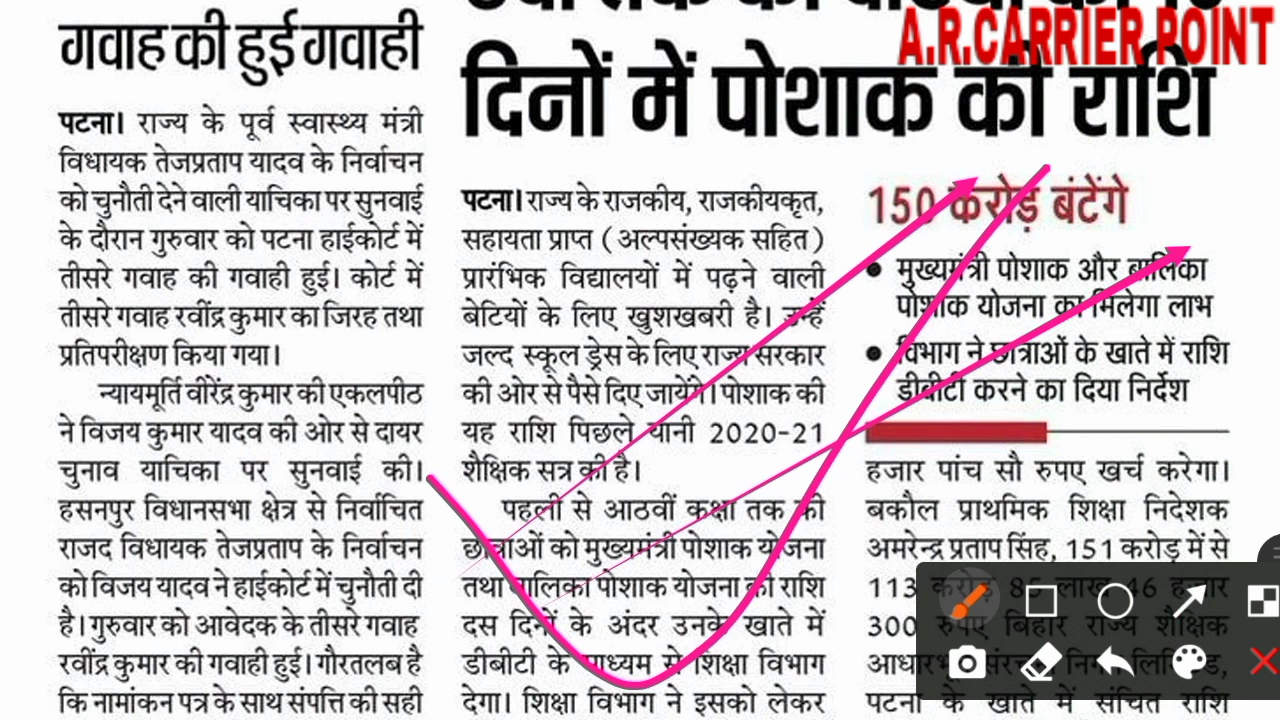 गवाह की हुई गवाही
पटना। राज्य के पूर्व स्वास्थ्य मंत्री
विधायक तेजप्रताप यादव के निर्वाचन
को चुनौती देने वाली याचिका पर सुनवाई
के दौरान गुरुवार को पटना हाईकोर्ट में
तीसरे गवाह की गवाही हुई। कोर्ट में
तीसरे गवाह रवींद्र कुमार का जिरह तथा
प्रतिपरीक्षण किया गया।
न्यायमूर्ति वीरेंद्र कुमार की एकलपीठ
ने विजय कुमार यादव की ओर से दायर
चुनाव याचिका पर सुनवाई की।
हसनपुर विधानसभा क्षेत्र से निर्वाचित
राजद विधायक तेजप्रताप के निर्वाचन
को विजय यादव ने हाईकोर्ट में चुनौती दी
है। गुरुवार को आवेदक के तीसरे गवाह
रवींद्र कुमार की गवाही हुई। गौरतलब है
कि नामांकन पत्र के साथ संपत्ति की सही
A.R.CARRIER POINT
दिनों में पोशाक की राशि
पटना। राज्य के राजकीय, राजकीयकृत,
सहायता प्राप्त (अल्पसंख्यक सहित)
प्रारंभिक विद्यालयों में पढ़ने वाली
बेटियों के लिए खुशखबरी है। उन्हें
जल्द स्कूल ड्रेस के लिए राज्य सरकार
की ओर से पैसे दिए जायेंगे। पोशाक की
यह राशि पिछले यानी 2020-21
शैक्षिक सत्र की है।
पहली से आठवीं कक्षा तक की
छात्राओं को मुख्यमंत्री पोशाक योजना
तथा बालिका पोशाक योजना की राशि
दस दिनों के अंदर उनके खाते में
डीबीटी के माध्यम से शिक्षा विभाग
देगा। शिक्षा विभाग ने इसको लेकर
150 करोड़ बंटेंगे
• मुख्यमंत्री पोशाक और बालिका
पोशाक योजना का मिलेगा लाभ
• विभाग ने छात्राओं के खाते में राशि
डीबीटी करने का दिया निर्देश
हजार पांच सौ रुपए खर्च करेगा।
बकौल प्राथमिक शिक्षा निदेशक
अमरेन्द्र प्रताप सिंह, 151 करोड़ में से
113 करोड़ 85 लाख 46 हजार
300 रुपए बिहार राज्य शैक्षिक
पटना के खाते में संचित राशि